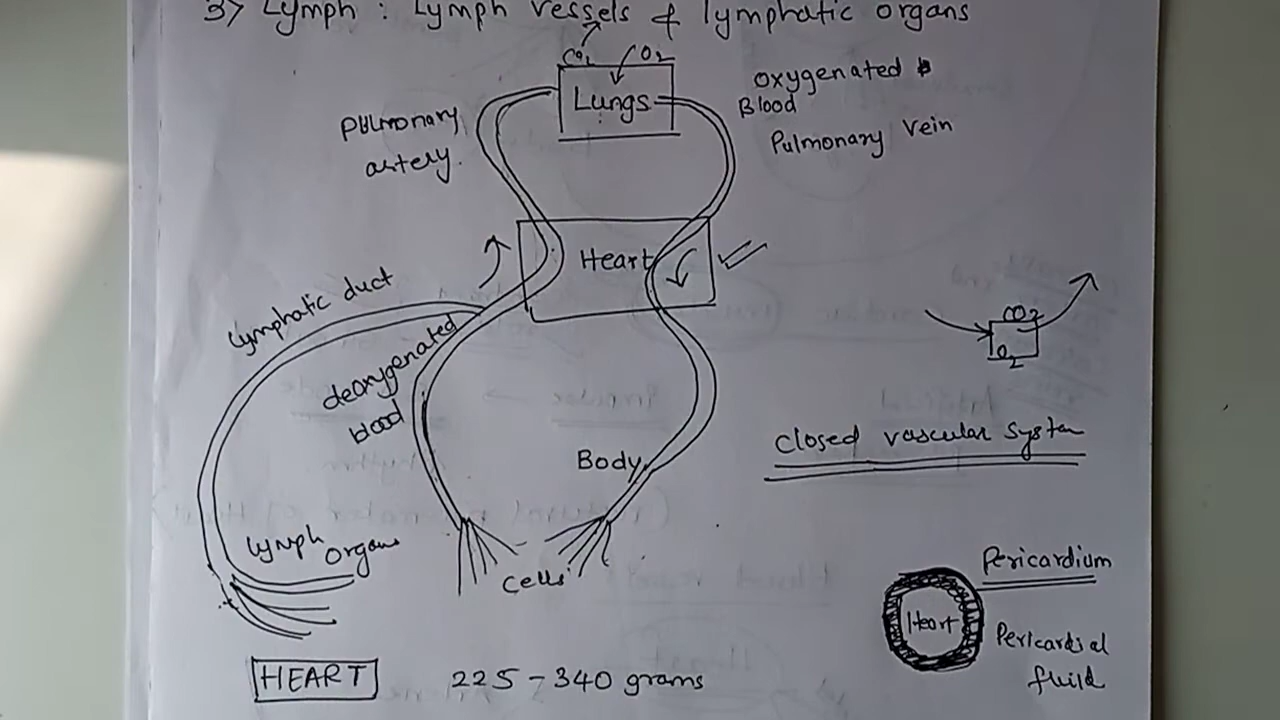 3) Lymph : Lymph vessels & lymphatic organs
CO2 O2
Lungs
Oxygenated
Blood
Pulmonary Vein
Pulmonary
artery.
Heart
Lymphatic duct
deoxygenated
blood
CO2
O2
Closed vascular system
Body
Lymph
organs
Cells
Pericardium
Heart
Pericardial
fluid
HEART 225 - 340 grams